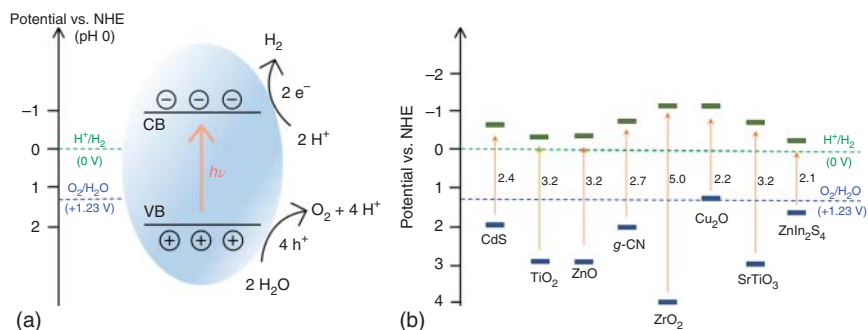 Potential vs. NHE
(pH 0)
–1
0
1
2
H⁺/H₂
(0 V)
O₂/H₂O
(+1.23 V)
H₂
2 e⁻
2 H⁺
CB
hν
VB
O₂ + 4 H⁺
4 h⁺
2 H₂O
(a)
Potential vs. NHE
–2
–1
0
1
2
3
4
H⁺/H₂
(0 V)
O₂/H₂O
(+1.23 V)
2.4
3.2
3.2
2.7
5.0
2.2
3.2
2.1
CdS
TiO₂
ZnO
g-CN
ZrO₂
Cu₂O
SrTiO₃
ZnIn₂S₄
(b)